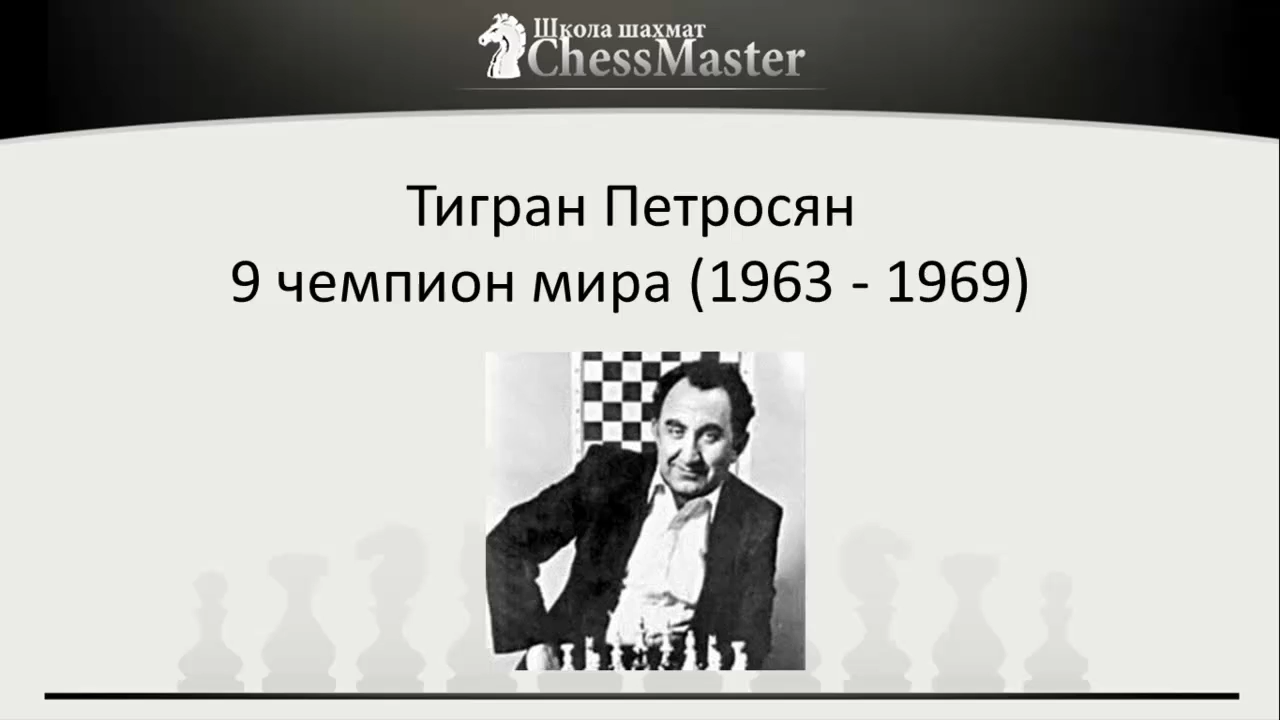 Школа шахмат
ChessMaster
Тигран Петросян
9 чемпион мира (1963 - 1969)